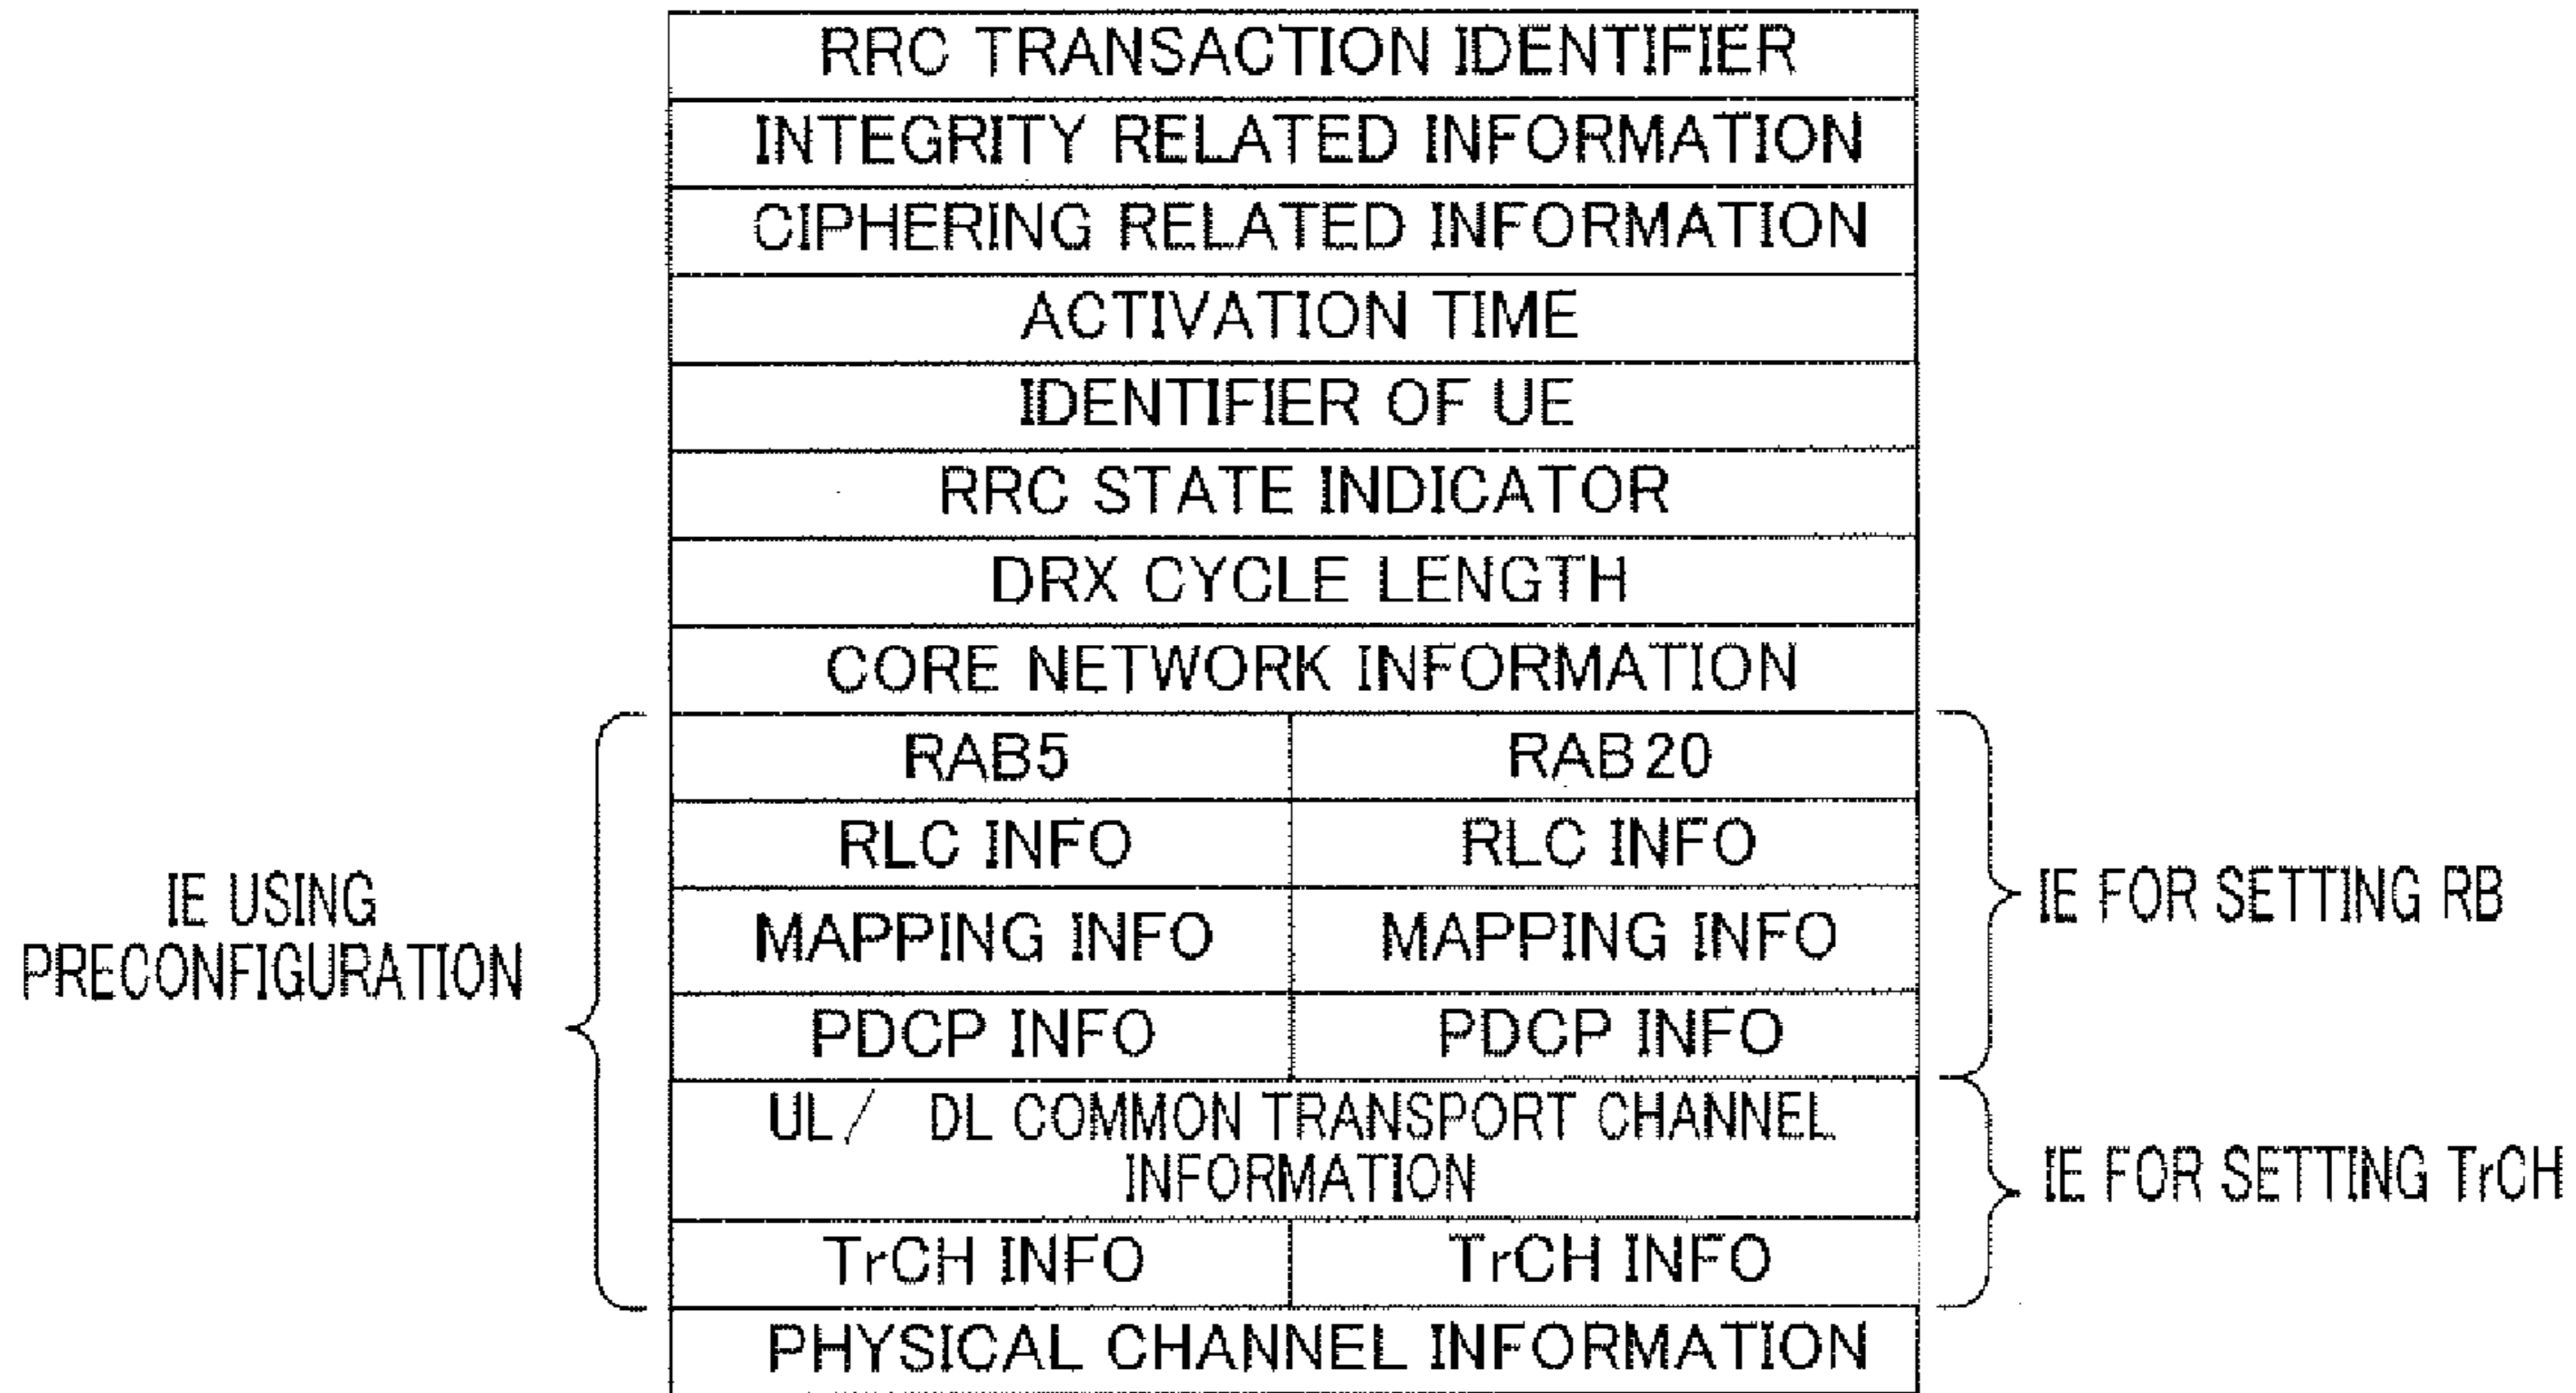 RRC TRANSACTION IDENTIFIER
INTEGRITY RELATED INFORMATION
CIPHERING RELATED INFORMATION
ACTIVATION TIME
IDENTIFIER OF UE
RRC STATE INDICATOR
DRX CYCLE LENGTH
CORE NETWORK INFORMATION
RAB5 RAB20
RLC INFO RLC INFO
MAPPING INFO MAPPING INFO
PDCP INFO PDCP INFO
UL/ DL COMMON TRANSPORT CHANNEL
INFORMATION
TrCH INFO TrCH INFO
PHYSICAL CHANNEL INFORMATION
IE USING
PRECONFIGURATION
IE FOR SETTING RB
IE FOR SETTING TrCH